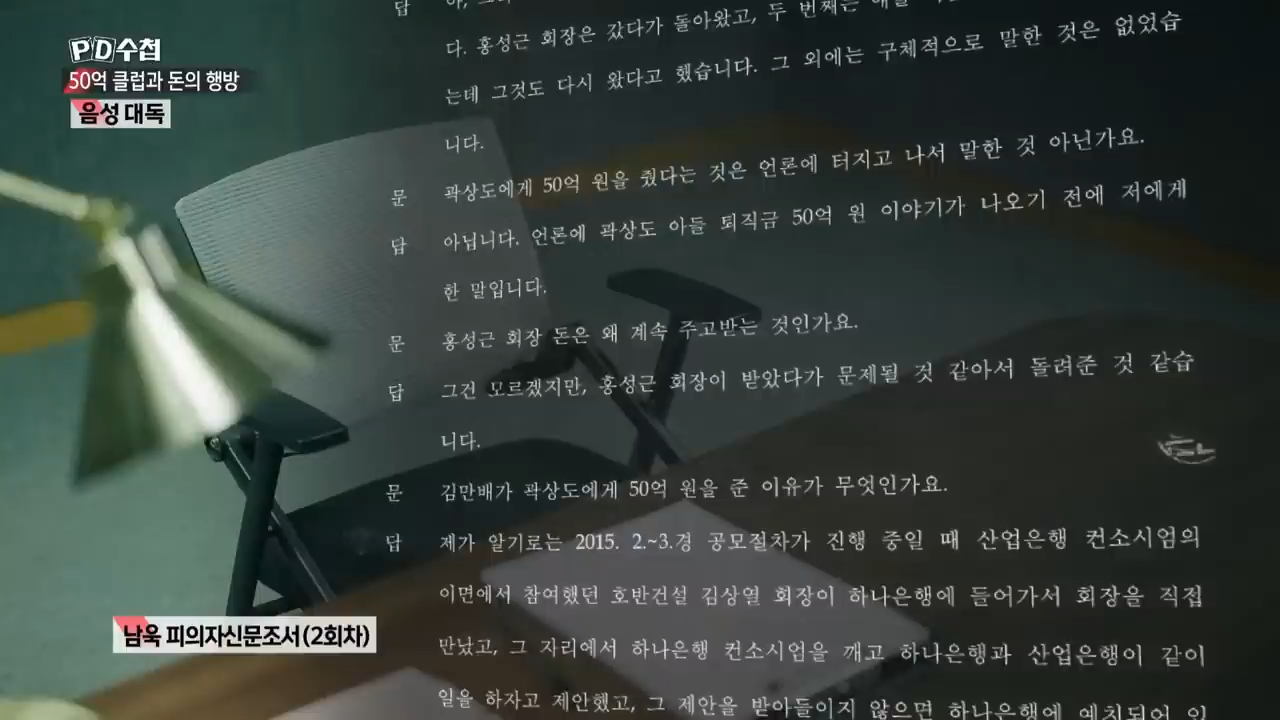 PD수첩
50억 클럽과 돈의 행방
음성 대독
답
다. 홍성근 회장은 갔다가 돌아왔고, 두 번째는
는데 그것도 다시 왔다고 했습니다. 그 외에는 구체적으로 말한 것은 없었습
니다.
문 곽상도에게 50억 원을 줬다는 것은 언론에 터지고 나서 말한 것 아닌가요.
답 아닙니다. 언론에 곽상도 아들 퇴직금 50억 원 이야기가 나오기 전에 저에게
한 말입니다.
문 홍성근 회장 돈은 왜 계속 주고받는 것인가요.
답 그건 모르겠지만, 홍성근 회장이 받았다가 문제될 것 같아서 돌려준 것 같습
니다.
문 김만배가 곽상도에게 50억 원을 준 이유가 무엇인가요.
답 제가 알기로는 2015. 2.~3.경 공모절차가 진행 중일 때 산업은행 컨소시엄의
이면에서 참여했던 호반건설 김상열 회장이 하나은행에 들어가서 회장을 직접
만났고, 그 자리에서 하나은행 컨소시엄을 깨고 하나은행과 산업은행이 같이
일을 하자고 제안했고, 그 제안을 받아들이지 않으면 하나은행에 예치되어 있
남욱 피의자신문조서(2회차)